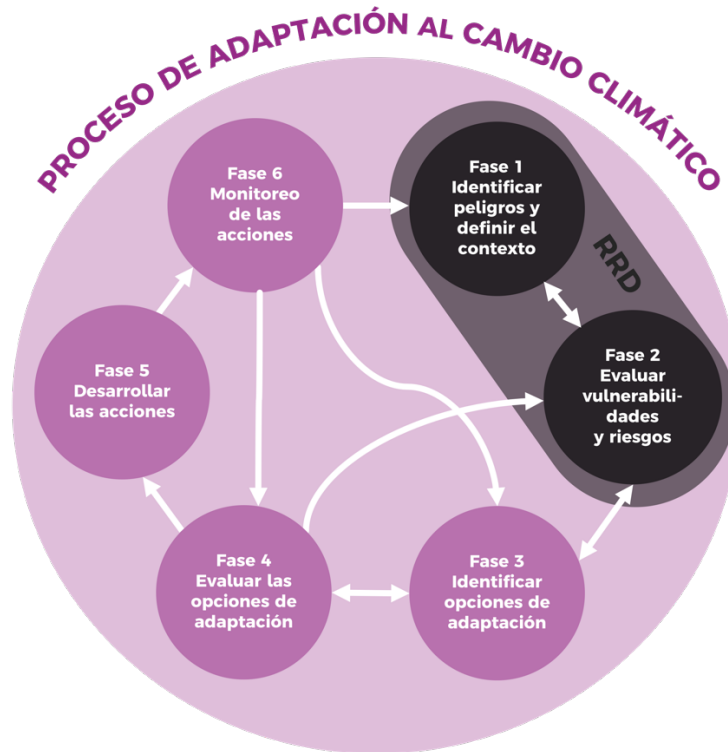 PROCESO DE ADAPTACIÓN AL CAMBIO CLIMÁTICO
Fase 1
Identificar
peligros y
definir el
contexto
RRD
Fase 2
Evaluar
vulnerabili-
dades
y riesgos
Fase 3
Identificar
opciones de
adaptación
Fase 4
Evaluar las
opciones de
adaptación
Fase 5
Desarrollar
las acciones
Fase 6
Monitoreo
de las
acciones